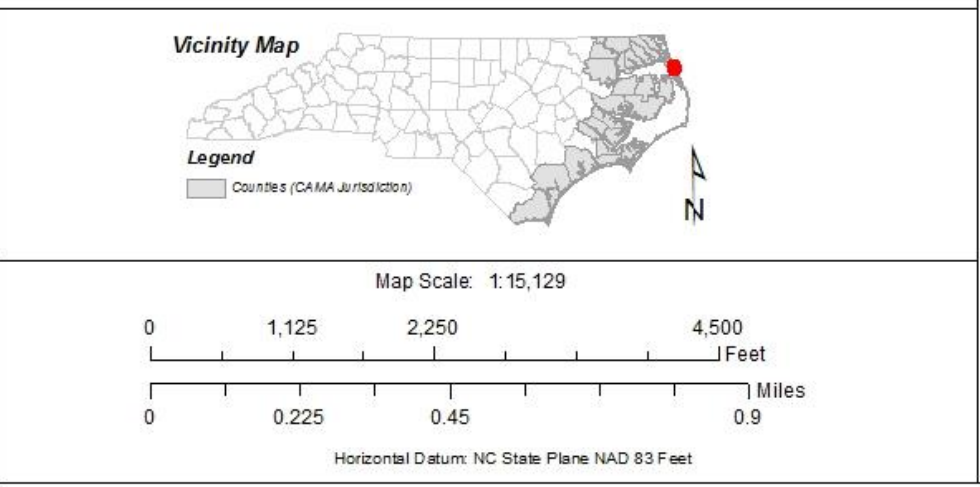 Vicinity Map
Legend
Counties (CAMA Jurisdiction)
N
Map Scale: 1:15,129
0 1,125 2,250 4,500
Feet
Miles
0 0.225 0.45 0.9
Horizontal Datum: NC State Plane NAD 83 Feet